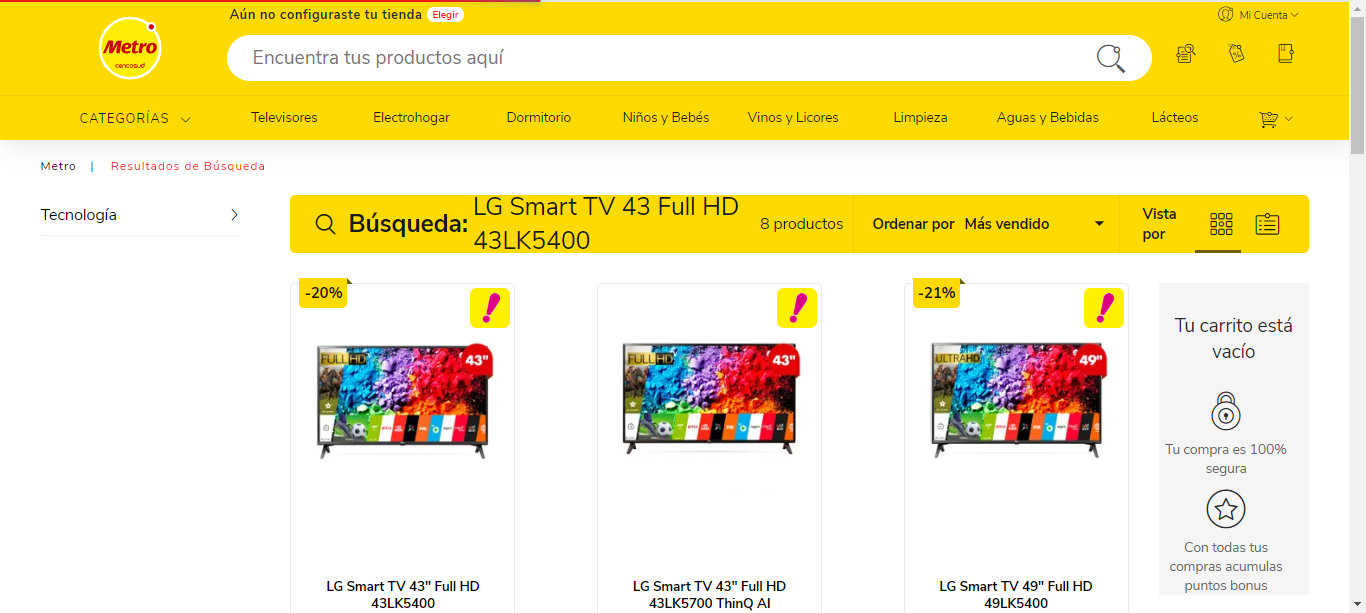 Aún no configuraste tu tienda Elegir
Mi Cuenta
Metro
cencosud
Encuentra tus productos aquí
CATEGORÍAS
Televisores
Electrohogar
Dormitorio
Niños y Bebés
Vinos y Licores
Limpieza
Aguas y Bebidas
Lácteos
Metro | Resultados de Búsqueda
Tecnología
Búsqueda: LG Smart TV 43 Full HD
43LK5400
8 productos
Ordenar por Más vendido
Vista
por
-20%
FULL HD
43"
LG Smart TV 43" Full HD
43LK5400
FULL HD
43"
LG Smart TV 43" Full HD
43LK5700 ThinQ AI
-21%
ULTRA HD
49"
LG Smart TV 49" Full HD
49LK5400
Tu carrito está
vacío
Tu compra es 100%
segura
Con todas tus
compras acumulas
puntos bonus